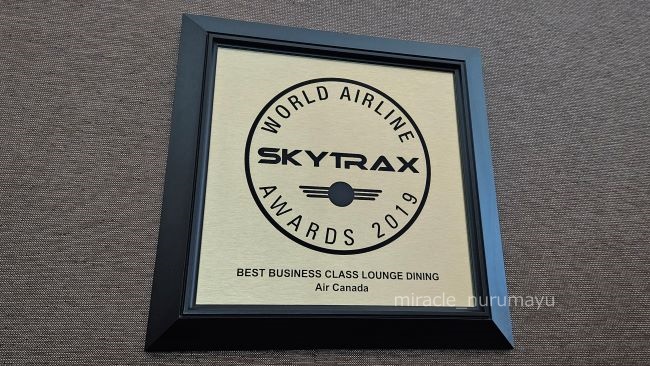 WORLD AIRLINE
SKYTRAX
AWARDS 2019
BEST BUSINESS CLASS LOUNGE DINING
Air Canada
miracle_nurumayu